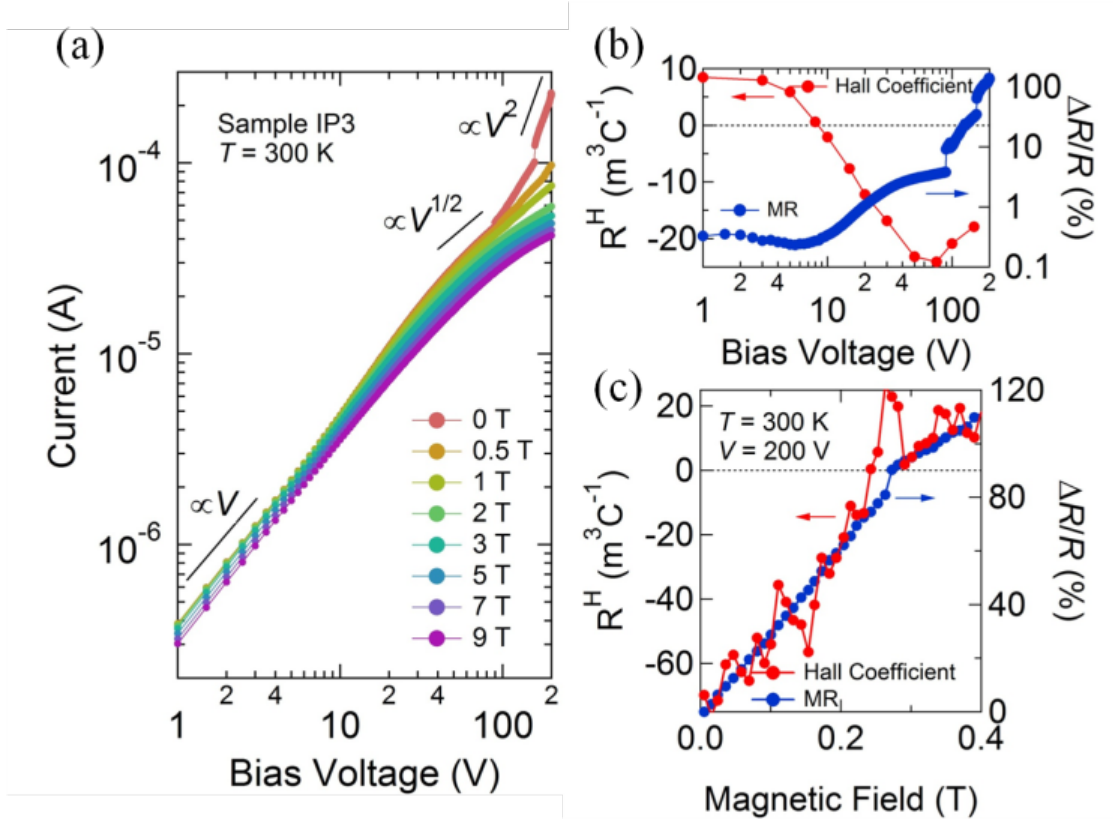 (a)
Sample IP3
T = 300 K
∝V²
∝V^{1/2}
∝V
0 T
0.5 T
1 T
2 T
3 T
5 T
7 T
9 T
10⁻⁴
10⁻⁵
10⁻⁶
Current (A)
1 2 4 10 2 4 100 2
Bias Voltage (V)
(b)
Hall Coefficient
MR
10
0
-10
-20
R^H (m³C⁻¹)
100
10
1
0.1
ΔR/R (%)
1 2 4 10 2 4 100 2
Bias Voltage (V)
(c)
T = 300 K
V = 200 V
Hall Coefficient
MR
20
0
-20
-40
-60
R^H (m³C⁻¹)
120
80
40
0
ΔR/R (%)
0.0 0.2 0.4
Magnetic Field (T)